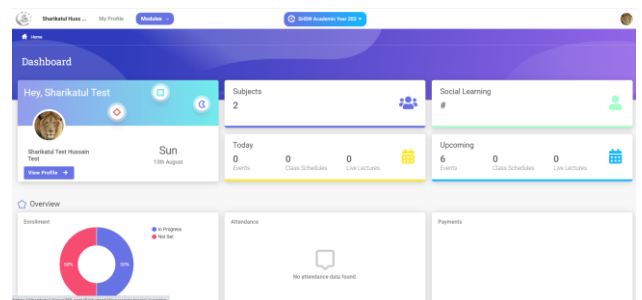 Sharikatul Huss ...
My Profile
Modules
SHSW Academic Year 202
Home
Dashboard
Hey, Sharikatul Test
Sharikatul Test Hussain
Test
View Profile →
Sun
13th August
Subjects
2
Social Learning
#
Today
0
Events
0
Class Schedules
0
Live Lectures
Upcoming
6
Events
0
Class Schedules
0
Live Lectures
Overview
Enrollment
In Progress
Not Set
50%
50%
Attendance
No attendance data found.
Payments